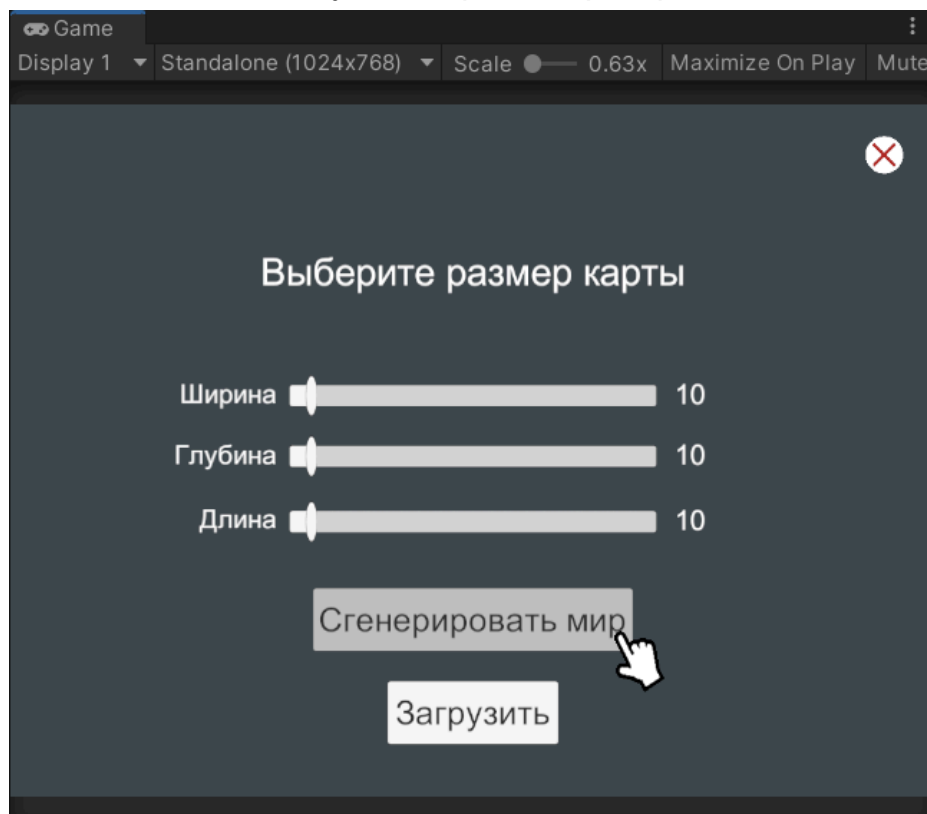 Game
Display 1 Standalone (1024x768) Scale 0.63x Maximize On Play Mute
Выберите размер карты
Ширина 10
Глубина 10
Длина 10
Сгенерировать мир
Загрузить